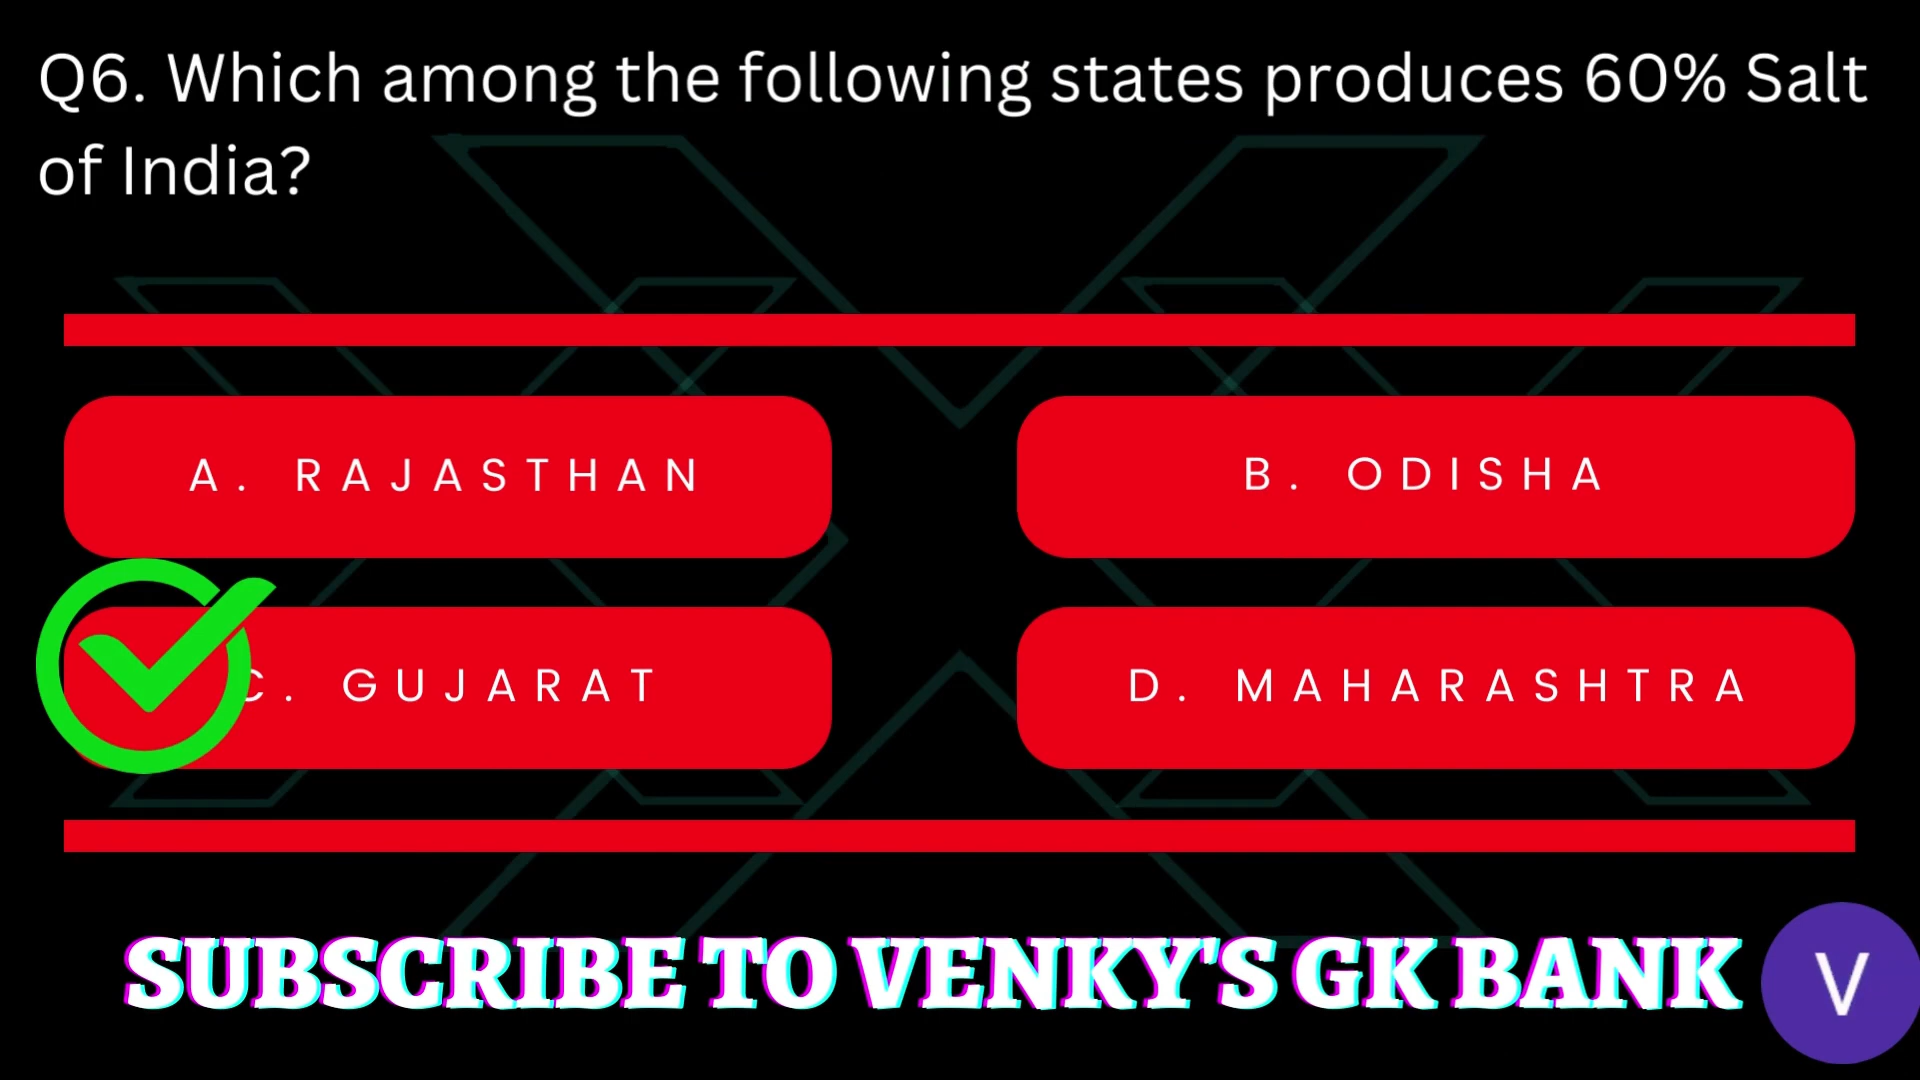 Q6. Which among the following states produces 60% Salt
of India?
A. RAJASTHAN
B. ODISHA
C. GUJARAT
D. MAHARASHTRA
SUBSCRIBE TO VENKY'S GK BANK
V